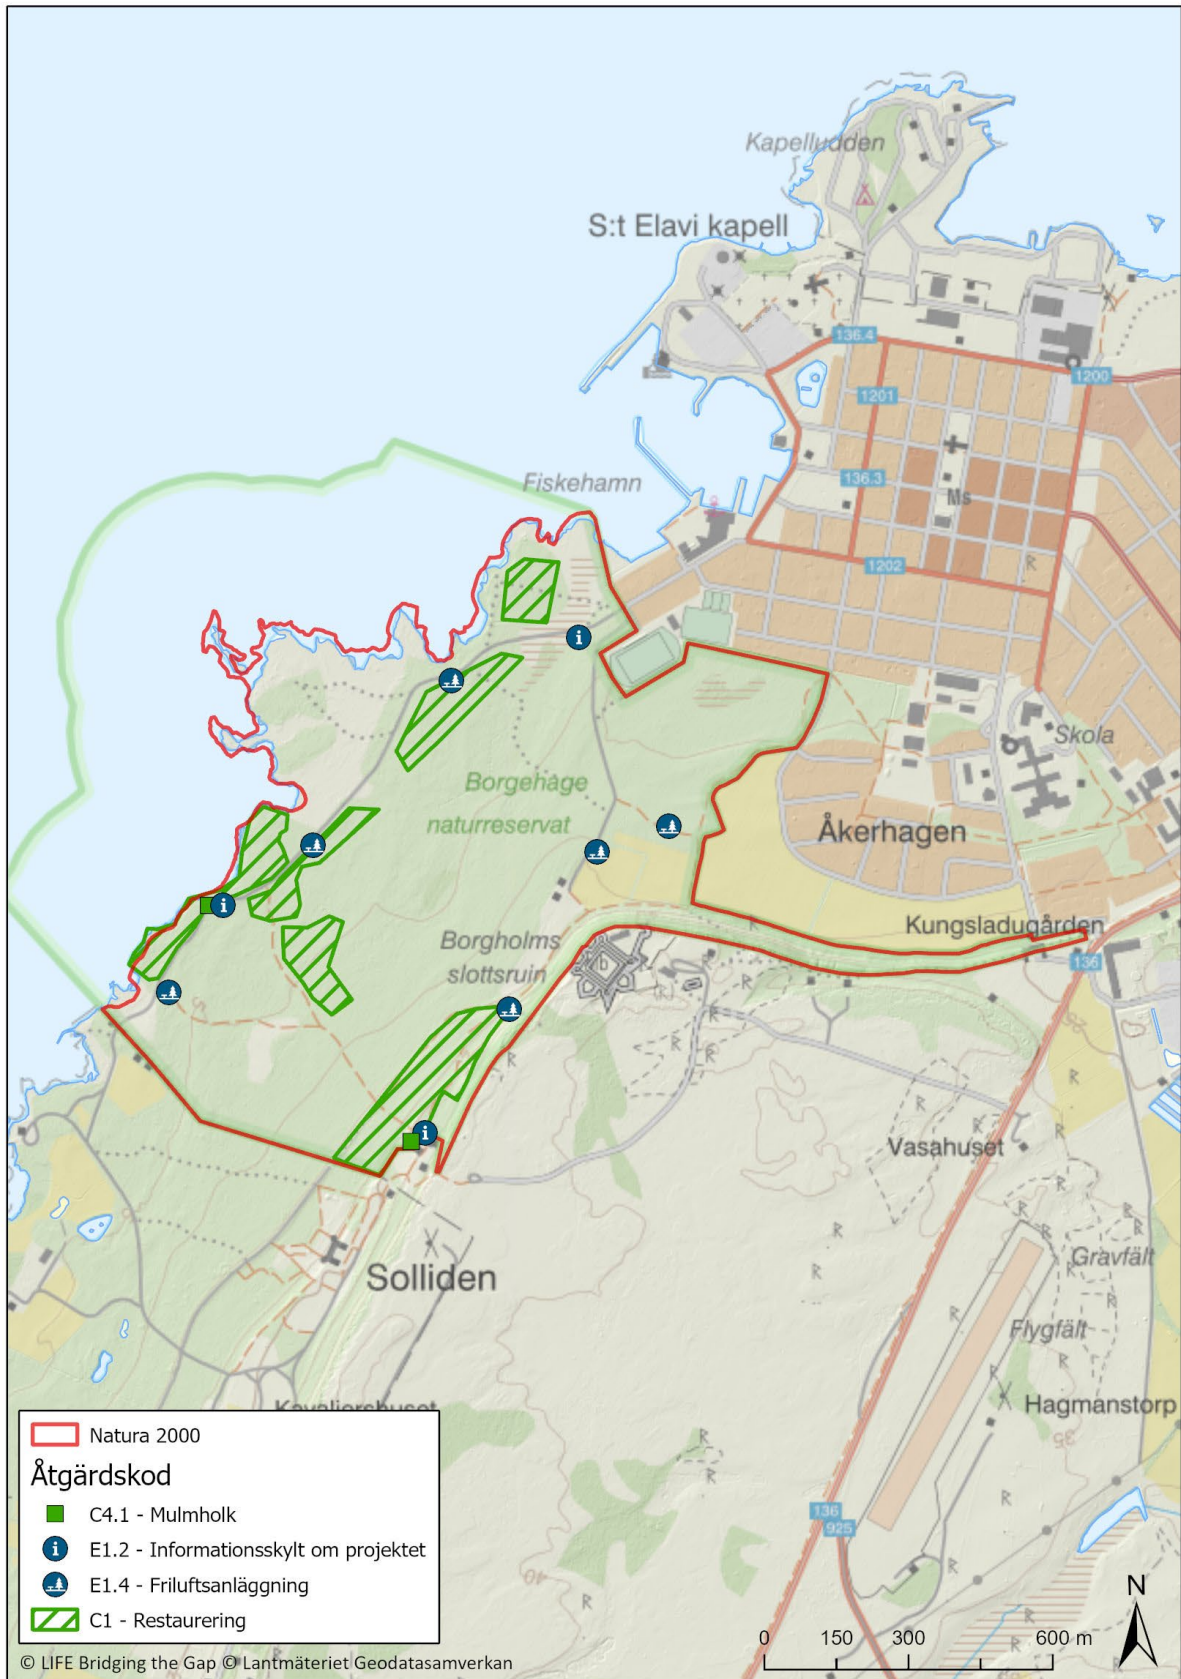 Kapelludden
S:t Elavi kapell
136.4
1200
1201
136.3
Ms
Fiskehamn
1202
Skola
Borgehage
naturreservat
Åkerhagen
Kungsladugården
Borgholms
slottsruin
136
Vasahuset
Gravfält
Solliden
Flygfält
Hagmanstorp
35
136
925
40
Natura 2000
Åtgärdskod
C4.1 - Mulmholk
E1.2 - Informationsskylt om projektet
E1.4 - Friluftsanläggning
C1 - Restaurering
N
0 150 300 600 m
© LIFE Bridging the Gap © Lantmäteriet Geodatasamverkan